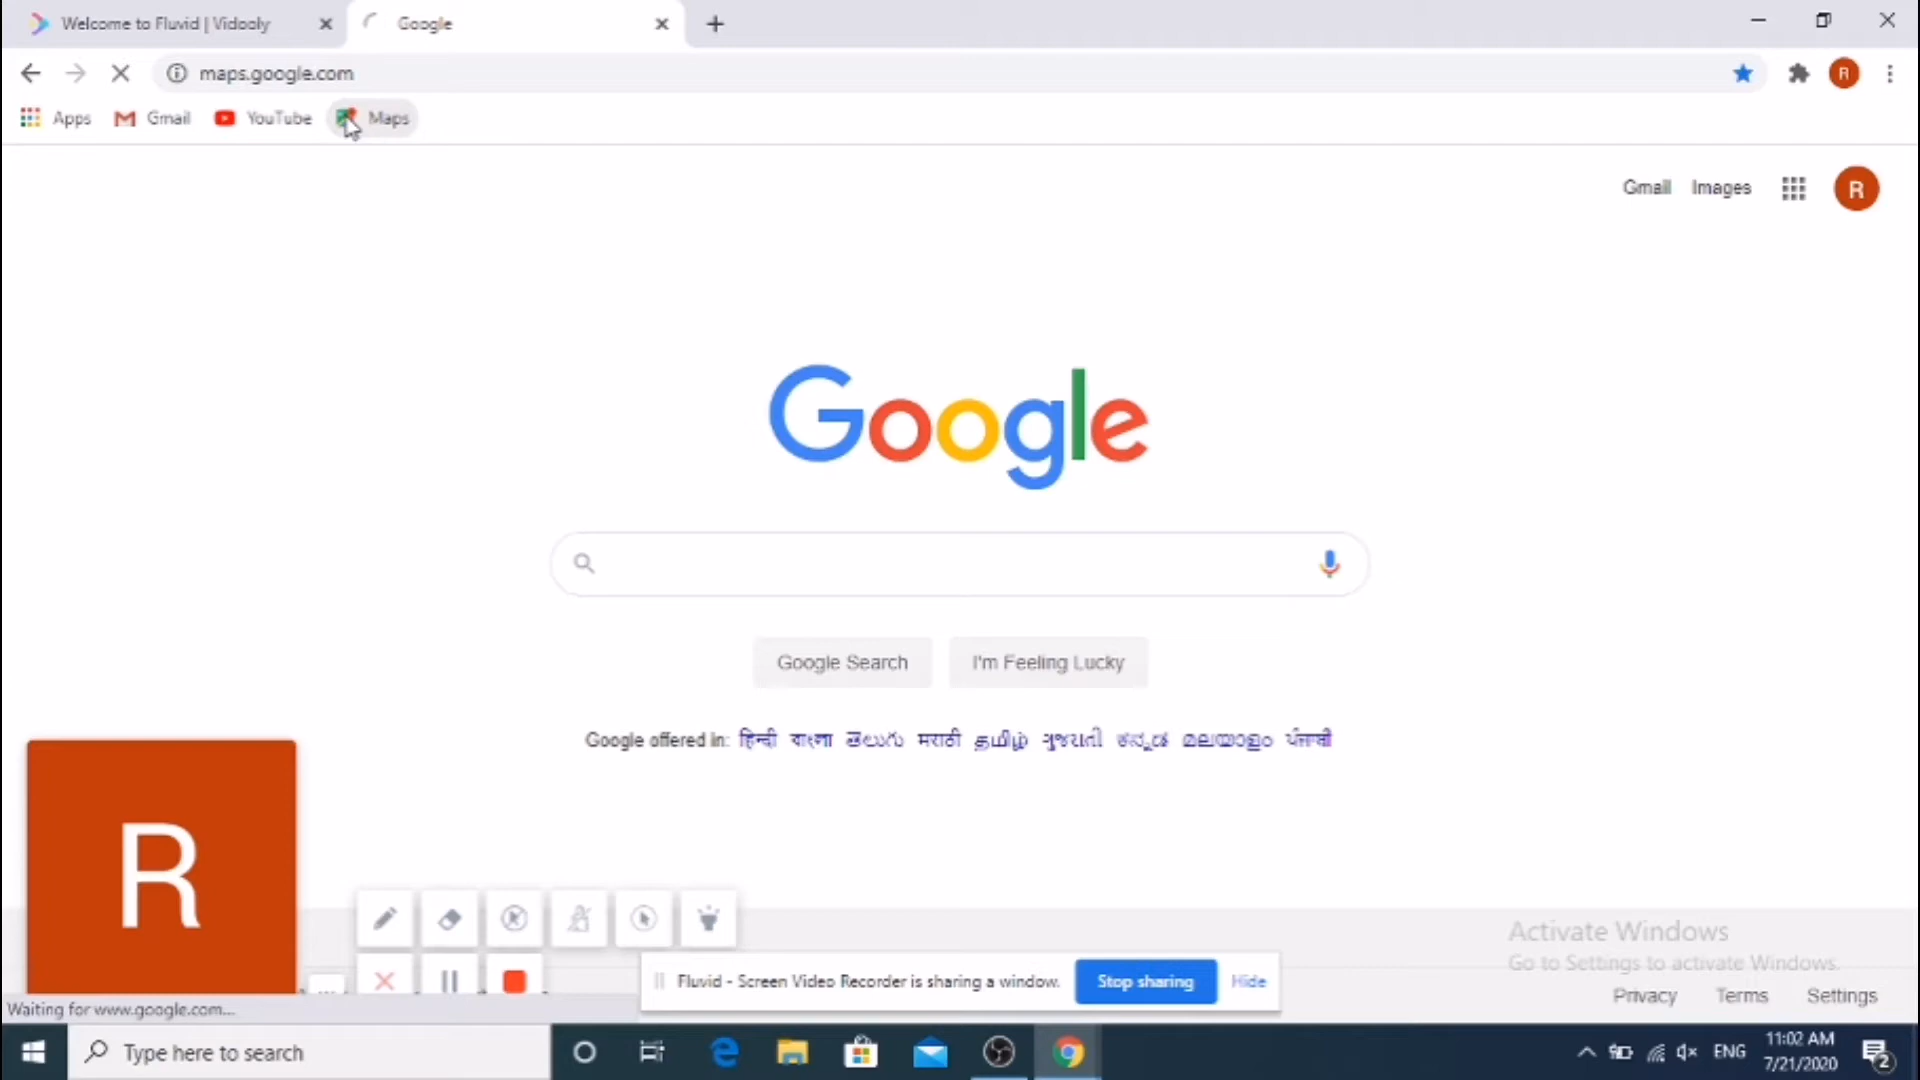 Welcome to Fluvid | Vidooly
Google
maps.google.com
R
Apps
Gmail
YouTube
Maps
Gmail
Images
R
Google
Google Search
I'm Feeling Lucky
Google offered in: हिन्दी বাংলা తెలుగు मराठी தமிழ் ગુજરાતી ಕನ್ನಡ മലയാളം ਪੰਜਾਬੀ
R
Activate Windows
Go to Settings to activate Windows.
Fluvid - Screen Video Recorder is sharing a window.
Stop sharing
Hide
Privacy
Terms
Settings
Waiting for www.google.com...
Type here to search
ENG
11:02 AM
7/21/2020
2